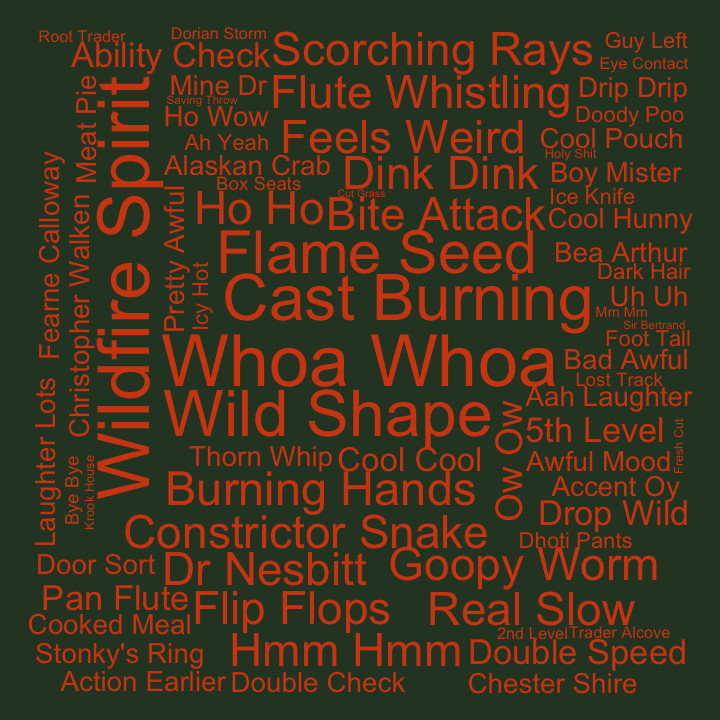 Root Trader
Dorian Storm
Ability Check
Scorching Rays
Guy Left
Eye Contact
Meat Pie
Wildfire Spirit
Mine Dr
Saving Throw
Flute Whistling
Drip Drip
Ho Wow
Doody Poo
Ah Yeah
Feels Weird
Cool Pouch
Holy Shit
Alaskan Crab
Dink Dink
Boy Mister
Box Seats
Cut Grass
Ice Knife
Fearne Calloway
Christopher Walken
Pretty Awful
Ho Ho
Bite Attack
Cool Hunny
Flame Seed
Bea Arthur
Icy Hot
Dark Hair
Cast Burning
Uh Uh
Mm Mm
Sir Bertrand
Foot Tall
Whoa Whoa
Bad Awful
Lost Track
Laughter Lots
Wild Shape
Aah Laughter
Ow Ow
5th Level
Fresh Cut
Bye Bye
Krook House
Thorn Whip
Cool Cool
Awful Mood
Burning Hands
Accent Oy
Drop Wild
Constrictor Snake
Dhoti Pants
Door Sort
Dr Nesbitt
Goopy Worm
Pan Flute
Flip Flops
Real Slow
Cooked Meal
2nd Level
Trader Alcove
Stonky's Ring
Hmm Hmm
Double Speed
Action Earlier
Double Check
Chester Shire